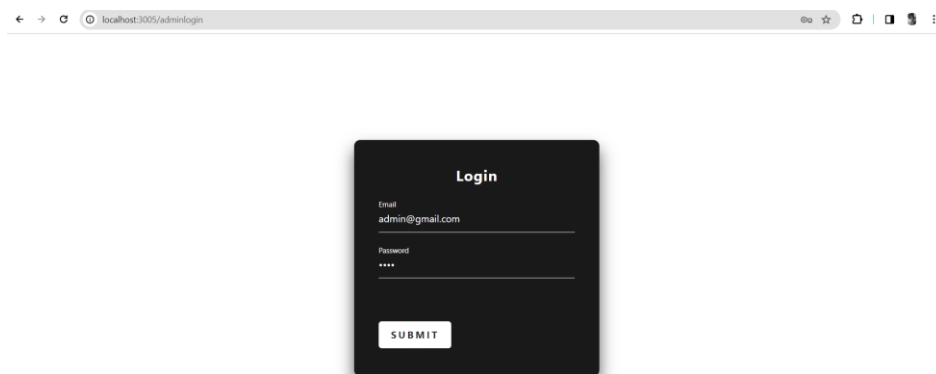 localhost:3005/adminlogin
Login
Email
admin@gmail.com
Password
••••
SUBMIT